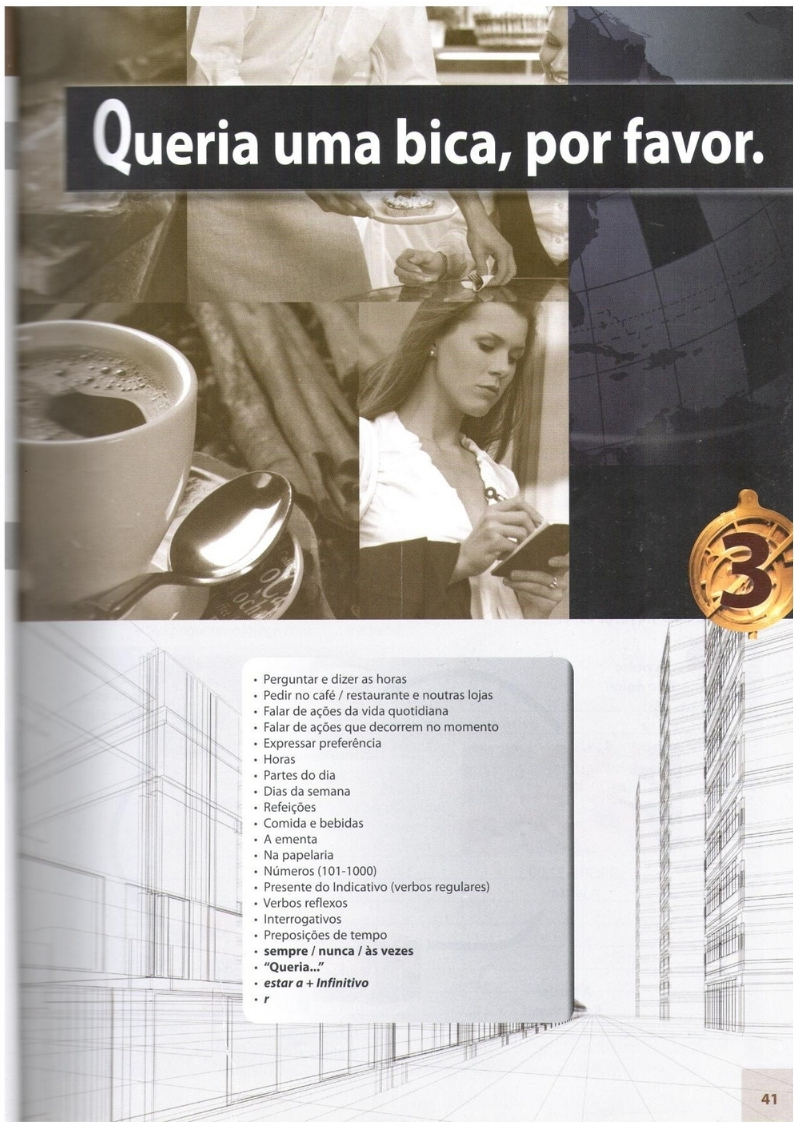 Queria uma bica, por favor.
3
• Perguntar e dizer as horas
• Pedir no café / restaurante e noutras lojas
• Falar de ações da vida quotidiana
• Falar de ações que decorrem no momento
• Expressar preferência
• Horas
• Partes do dia
• Dias da semana
• Refeições
• Comida e bebidas
• A ementa
• Na papelaria
• Números (101-1000)
• Presente do Indicativo (verbos regulares)
• Verbos reflexos
• Interrogativos
• Preposições de tempo
• sempre / nunca / às vezes
• “Queria...”
• estar a + Infinitivo
• r
41